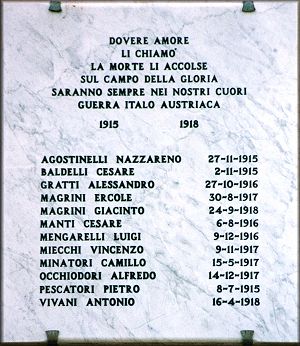 DOVERE AMORE
LI CHIAMO'
LA MORTE LI ACCOLSE
SUL CAMPO DELLA GLORIA
SARANNO SEMPRE NEI NOSTRI CUORI
GUERRA ITALO AUSTRIACA
1915 1918
AGOSTINELLI NAZZARENO 27-11-1915
BALDELLI CESARE 2-11-1915
GRATTI ALESSANDRO 27-10-1916
MAGRINI ERCOLE 30-8-1917
MAGRINI GIACINTO 24-9-1918
MANTI CESARE 6-8-1916
MENGARELLI LUIGI 9-12-1916
MIECCHI VINCENZO 9-11-1917
MINATORI CAMILLO 15-5-1917
OCCHIODORI ALFREDO 14-12-1917
PESCATORI PIETRO 8-7-1915
VIVANI ANTONIO 16-4-1918